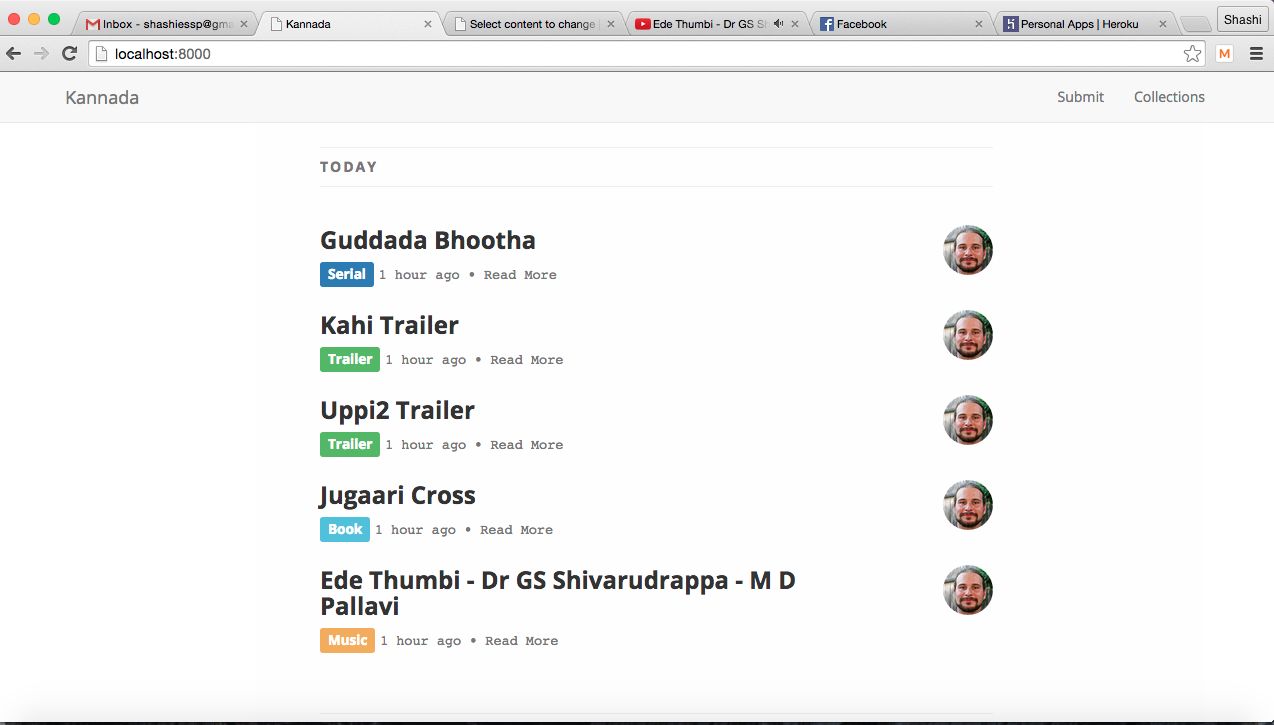 Inbox - shashiessp@gma
Kannada
Select content to change
Ede Thumbi - Dr GS Sh
Facebook
Personal Apps | Heroku
Shashi
localhost:8000
M
Kannada
Submit
Collections
TODAY
Guddada Bhootha
Serial 1 hour ago • Read More
Kahi Trailer
Trailer 1 hour ago • Read More
Uppi2 Trailer
Trailer 1 hour ago • Read More
Jugaari Cross
Book 1 hour ago • Read More
Ede Thumbi - Dr GS Shivarudrappa - M D
Pallavi
Music 1 hour ago • Read More